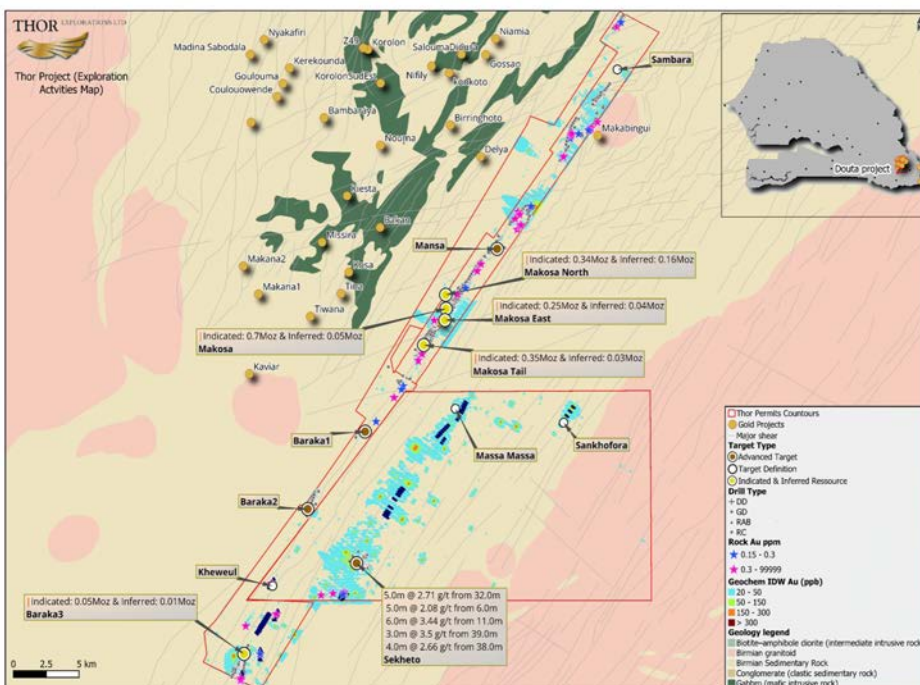 THOR EXPLORATIONS LTD
Thor Project (Exploration
Actvities Map)
Nyakafiri
Madina Sabodala
Kerekounda
Goulouma
Coulouowende
Bambaraya
Z49
Korolon
KorolonSudEst
Niamia
Gossan
Nifily
Birringhoto
Delya
Sambara
Makabingui
Douta project
Kiesta
Bakan
Missira
Makana2
Makana1
Tiwana
Kaviar
Mansa
Indicated: 0.34Moz & Inferred: 0.16Moz
Makosa North
Indicated: 0.25Moz & Inferred: 0.04Moz
Makosa East
Indicated: 0.7Moz & Inferred: 0.05Moz
Makosa
Indicated: 0.35Moz & Inferred: 0.03Moz
Makosa Tail
Baraka1
Massa Massa
Sankhofora
Baraka2
Kheweul
Indicated: 0.05Moz & Inferred: 0.01Moz
Baraka3
5.0m @ 2.71 g/t from 32.0m
5.0m @ 2.08 g/t from 6.0m
6.0m @ 3.44 g/t from 11.0m
3.0m @ 3.5 g/t from 39.0m
4.0m @ 2.66 g/t from 38.0m
Sekheto
0 2.5 5 km
Thor Permits Countours
Gold Projects
Major shear
Target Type
Advanced Target
Target Definition
Indicated & Inferred Ressource
Drill Type
DD
GD
RAB
RC
Rock Au ppm
0.15 - 0.3
0.3 - 99999
Geochem IDW Au (ppb)
20 - 50
50 - 150
150 - 300
> 300
Geology legend
Biotite-amphibole diorite (intermediate intrusive rock
Birmian granitoid
Birmian Sedimentary Rock
Conglomerate (clastic sedimentary rock)
Gabbro (mafic intrusive rock)